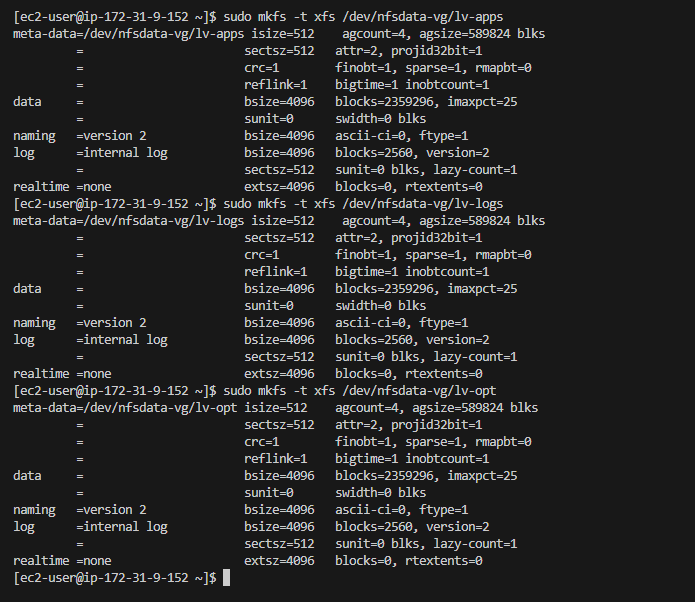 [ec2-user@ip-172-31-9-152 ~]$ sudo mkfs -t xfs /dev/nfsdata-vg/lv-apps
meta-data=/dev/nfsdata-vg/lv-apps isize=512    agcount=4, agsize=589824 blks
         =                       sectsz=512   attr=2, projid32bit=1
         =                       crc=1        finobt=1, sparse=1, rmapbt=0
         =                       reflink=1    bigtime=1 inobtcount=1
data     =                       bsize=4096   blocks=2359296, imaxpct=25
         =                       sunit=0      swidth=0 blks
naming   =version 2              bsize=4096   ascii-ci=0, ftype=1
log      =internal log           bsize=4096   blocks=2560, version=2
         =                       sectsz=512   sunit=0 blks, lazy-count=1
realtime =none                   extsz=4096   blocks=0, rtextents=0
[ec2-user@ip-172-31-9-152 ~]$ sudo mkfs -t xfs /dev/nfsdata-vg/lv-logs
meta-data=/dev/nfsdata-vg/lv-logs isize=512    agcount=4, agsize=589824 blks
         =                       sectsz=512   attr=2, projid32bit=1
         =                       crc=1        finobt=1, sparse=1, rmapbt=0
         =                       reflink=1    bigtime=1 inobtcount=1
data     =                       bsize=4096   blocks=2359296, imaxpct=25
         =                       sunit=0      swidth=0 blks
naming   =version 2              bsize=4096   ascii-ci=0, ftype=1
log      =internal log           bsize=4096   blocks=2560, version=2
         =                       sectsz=512   sunit=0 blks, lazy-count=1
realtime =none                   extsz=4096   blocks=0, rtextents=0
[ec2-user@ip-172-31-9-152 ~]$ sudo mkfs -t xfs /dev/nfsdata-vg/lv-opt
meta-data=/dev/nfsdata-vg/lv-opt isize=512    agcount=4, agsize=589824 blks
         =                       sectsz=512   attr=2, projid32bit=1
         =                       crc=1        finobt=1, sparse=1, rmapbt=0
         =                       reflink=1    bigtime=1 inobtcount=1
data     =                       bsize=4096   blocks=2359296, imaxpct=25
         =                       sunit=0      swidth=0 blks
naming   =version 2              bsize=4096   ascii-ci=0, ftype=1
log      =internal log           bsize=4096   blocks=2560, version=2
         =                       sectsz=512   sunit=0 blks, lazy-count=1
realtime =none                   extsz=4096   blocks=0, rtextents=0
[ec2-user@ip-172-31-9-152 ~]$